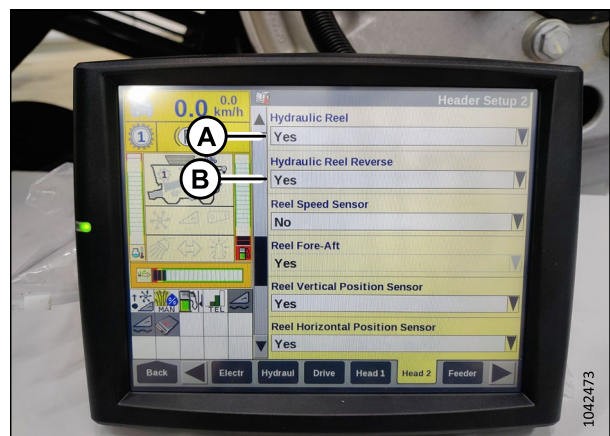 Header Setup 2
0.0 0.0 km/h
1
1
MAN
TEL
A
B
Hydraulic Reel
Yes
Hydraulic Reel Reverse
Yes
Reel Speed Sensor
No
Reel Fore-Aft
Yes
Reel Vertical Position Sensor
Yes
Reel Horizontal Position Sensor
Yes
Back
Electr
Hydraul
Drive
Head 1
Head 2
Feeder
1042473